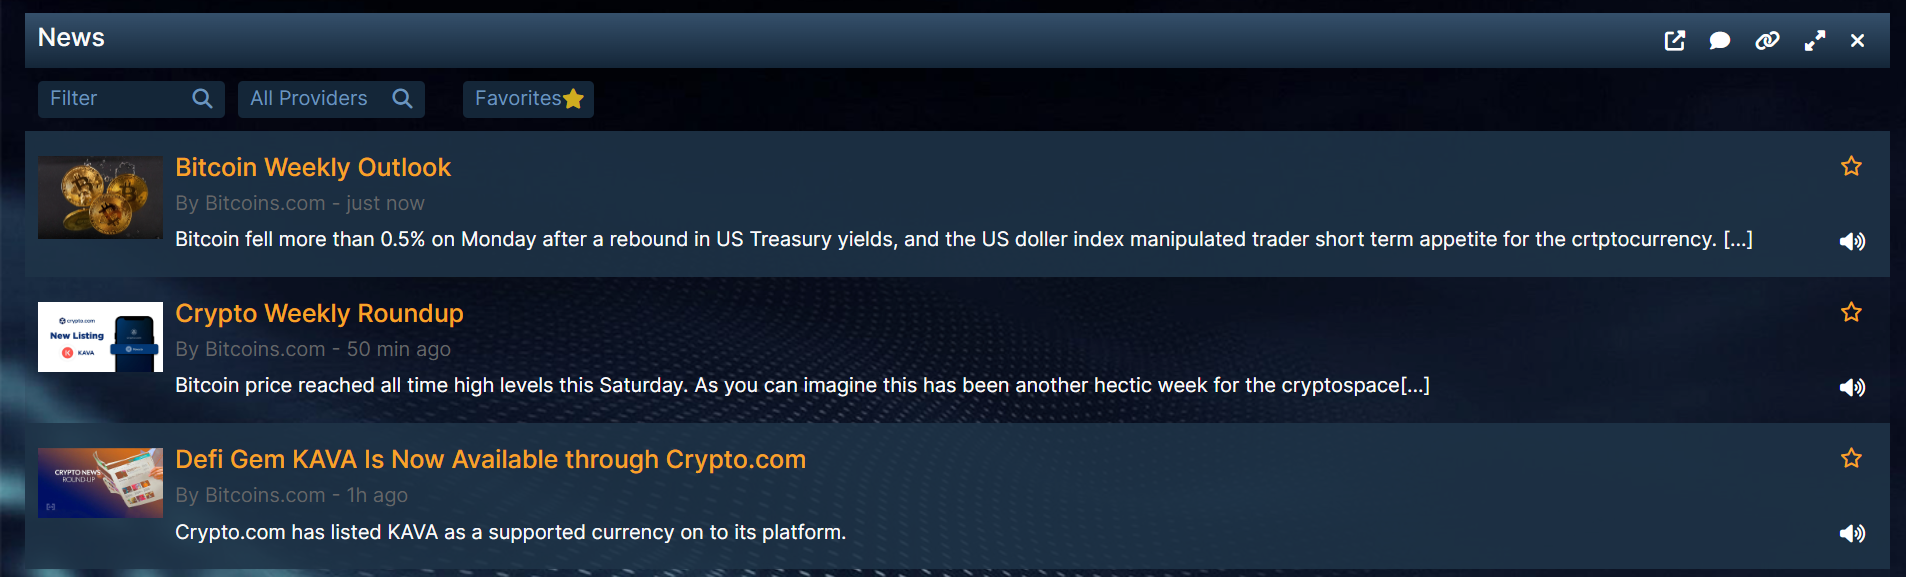 News
Filter
All Providers
Favorites
Bitcoin Weekly Outlook
By Bitcoins.com - just now
Bitcoin fell more than 0.5% on Monday after a rebound in US Treasury yields, and the US doller index manipulated trader short term appetite for the crtptocurrency. [...]
crypto.com
New Listing
KAVA
Crypto Weekly Roundup
By Bitcoins.com - 50 min ago
Bitcoin price reached all time high levels this Saturday. As you can imagine this has been another hectic week for the cryptospace[...]
CRYPTO NEWS
ROUND-UP
Defi Gem KAVA Is Now Available through Crypto.com
By Bitcoins.com - 1h ago
Crypto.com has listed KAVA as a supported currency on to its platform.